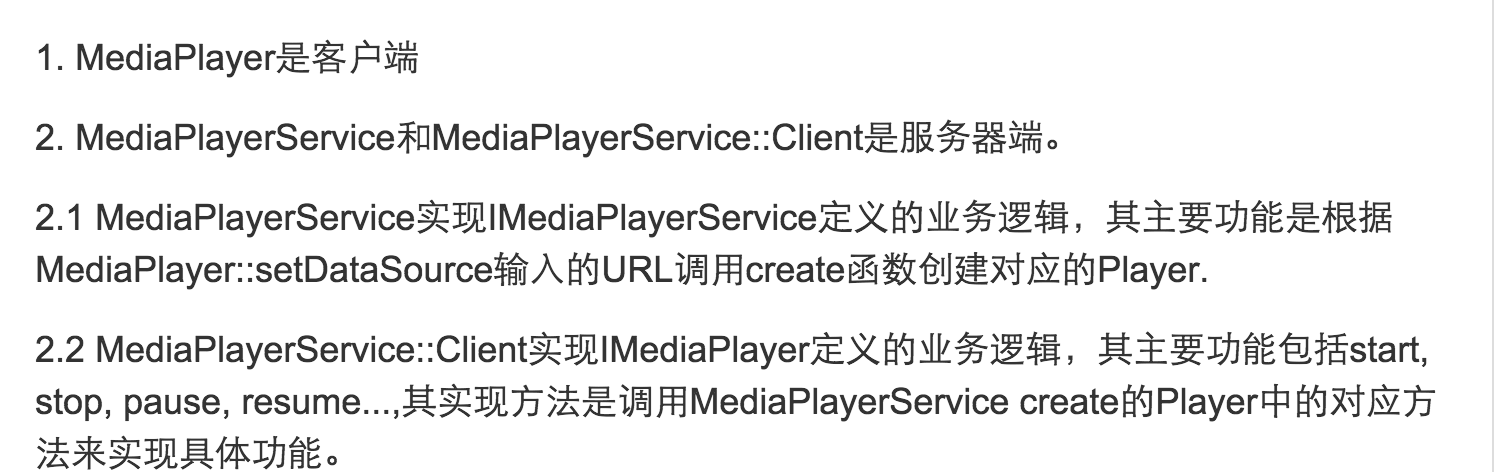 1. MediaPlayer是客户端
2. MediaPlayerService和MediaPlayerService::Client是服务器端。
2.1 MediaPlayerService实现IMediaPlayerService定义的业务逻辑，其主要功能是根据
MediaPlayer::setDataSource输入的URL调用create函数创建对应的Player.
2.2 MediaPlayerService::Client实现IMediaPlayer定义的业务逻辑，其主要功能包括start,
stop, pause, resume...,其实现方法是调用MediaPlayerService create的Player中的对应方
法来实现具体功能。